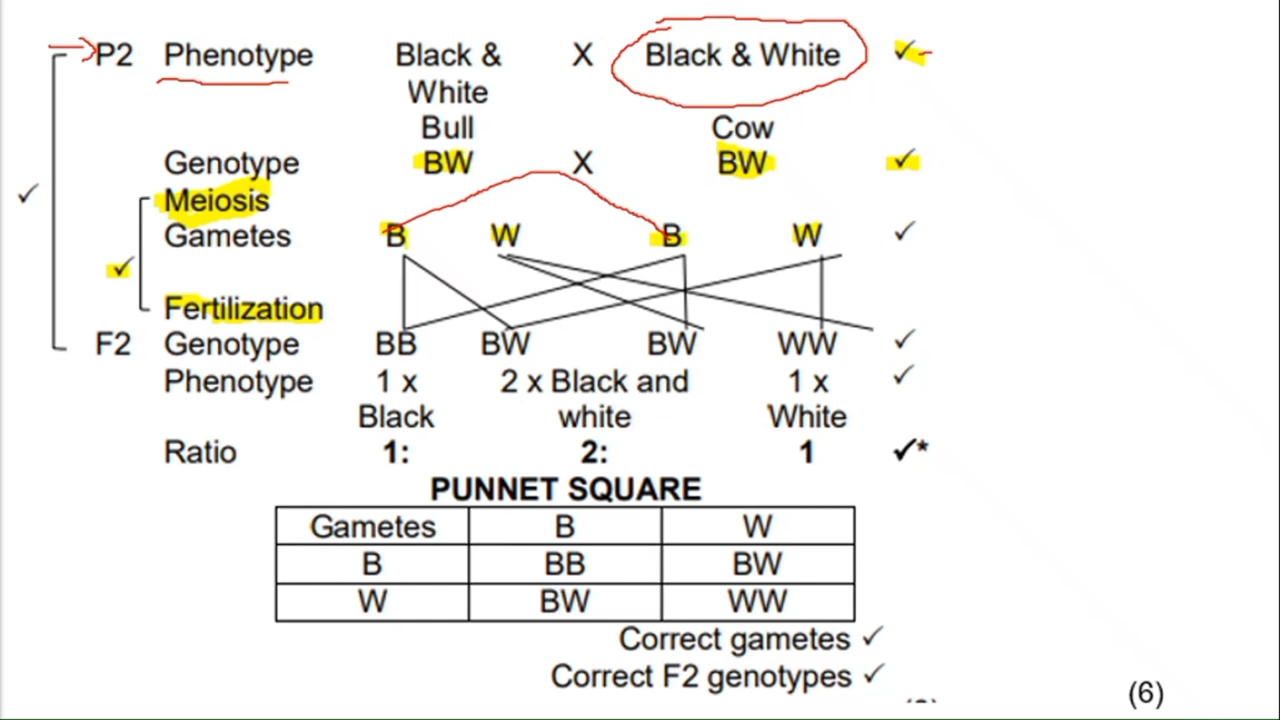 P2 Phenotype Black & X Black & White ✓
White
Bull Cow
Genotype BW X BW ✓
✓ Meiosis
Gametes B W B W ✓
✓
Fertilization
F2 Genotype BB BW BW WW ✓
Phenotype 1 x 2 x Black and 1 x ✓
Black white White
Ratio 1: 2: 1 ✓*
PUNNET SQUARE
Gametes B W
B BB BW
W BW WW
Correct gametes ✓
Correct F2 genotypes ✓
(6)